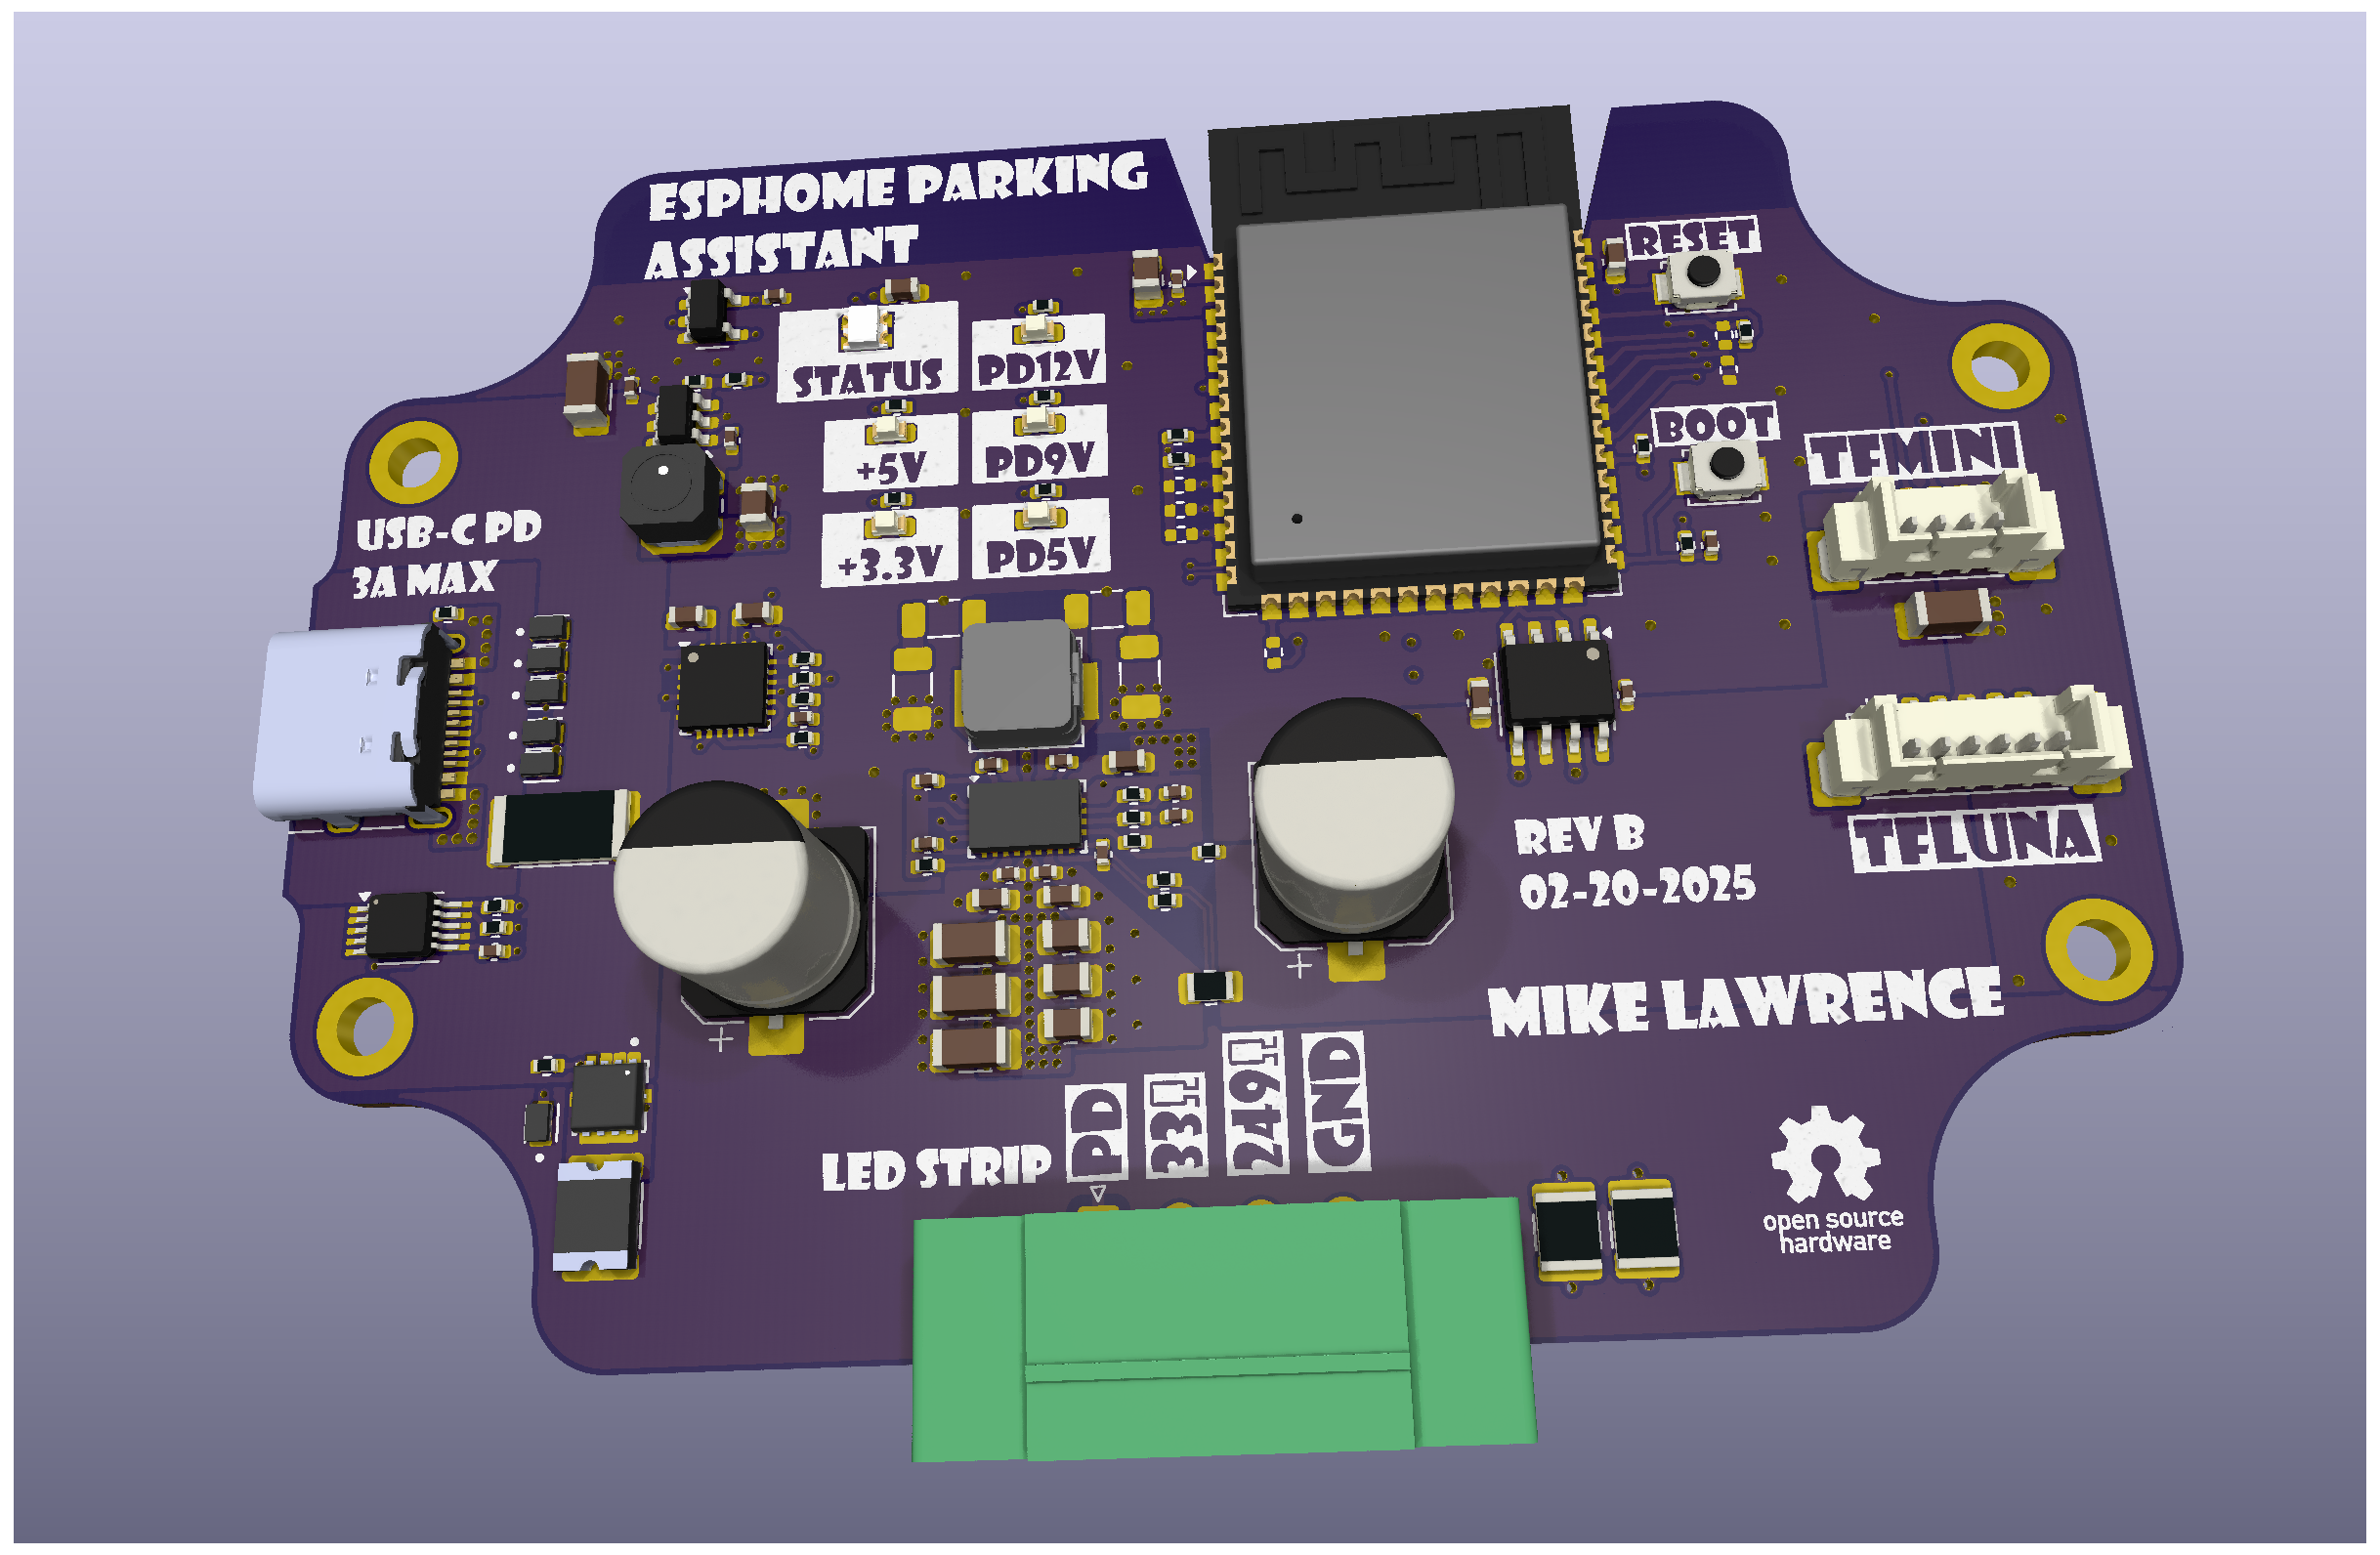 ESPHOME PARKING
ASSISTANT
RESET
STATUS
PD12V
BOOT
+5V
PD9V
TFMINI
USB-C PD
3A MAX
+3.3V
PD5V
TFLUNA
REV B
02-20-2025
MIKE LAWRENCE
LED STRIP
PD
33
249
GND
open source
hardware